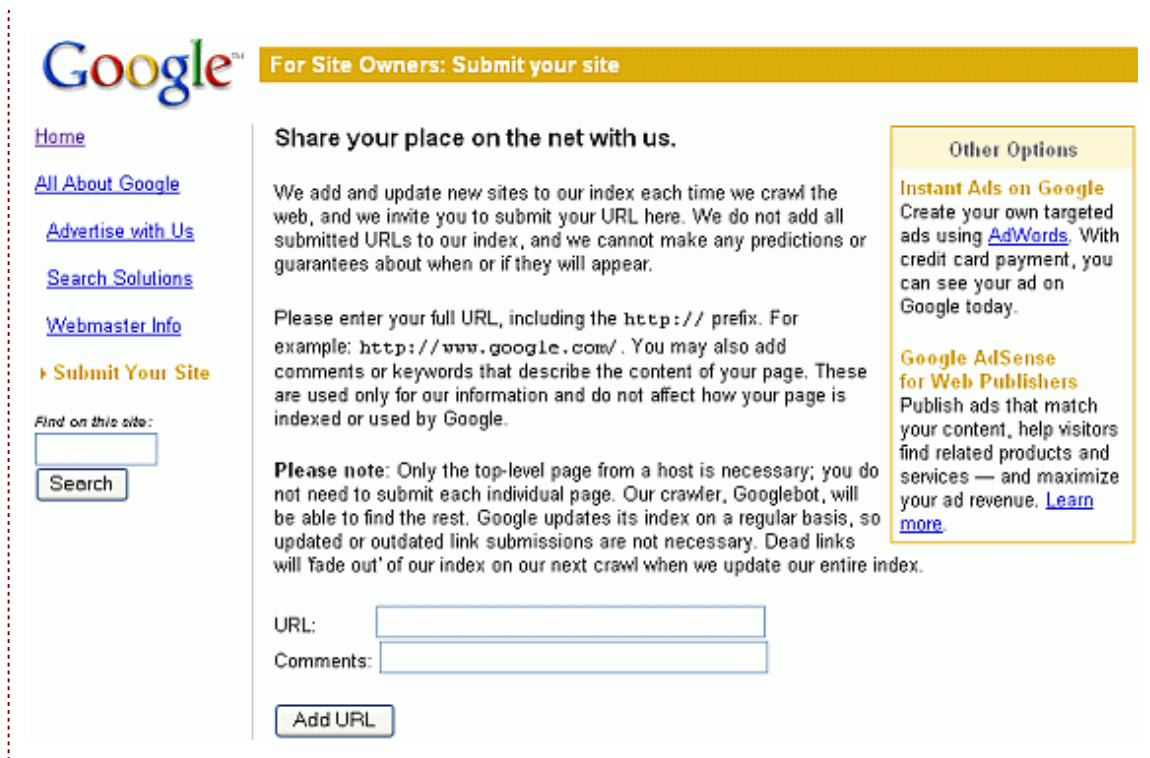 Google™
For Site Owners: Submit your site
Home
All About Google
Advertise with Us
Search Solutions
Webmaster Info
Submit Your Site
Find on this site:
Search
Share your place on the net with us.
We add and update new sites to our index each time we crawl the
web, and we invite you to submit your URL here. We do not add all
submitted URLs to our index, and we cannot make any predictions or
guarantees about when or if they will appear.
Please enter your full URL, including the http:// prefix. For
example: http://www.google.com/. You may also add
comments or keywords that describe the content of your page. These
are used only for our information and do not affect how your page is
indexed or used by Google.
Please note: Only the top-level page from a host is necessary; you do
not need to submit each individual page. Our crawler, Googlebot, will
be able to find the rest. Google updates its index on a regular basis, so
updated or outdated link submissions are not necessary. Dead links
will 'fade out' of our index on our next crawl when we update our entire index.
URL:
Comments:
Add URL
Other Options
Instant Ads on Google
Create your own targeted
ads using AdWords. With
credit card payment, you
can see your ad on
Google today.
Google AdSense
for Web Publishers
Publish ads that match
your content, help visitors
find related products and
services — and maximize
your ad revenue. Learn
more.